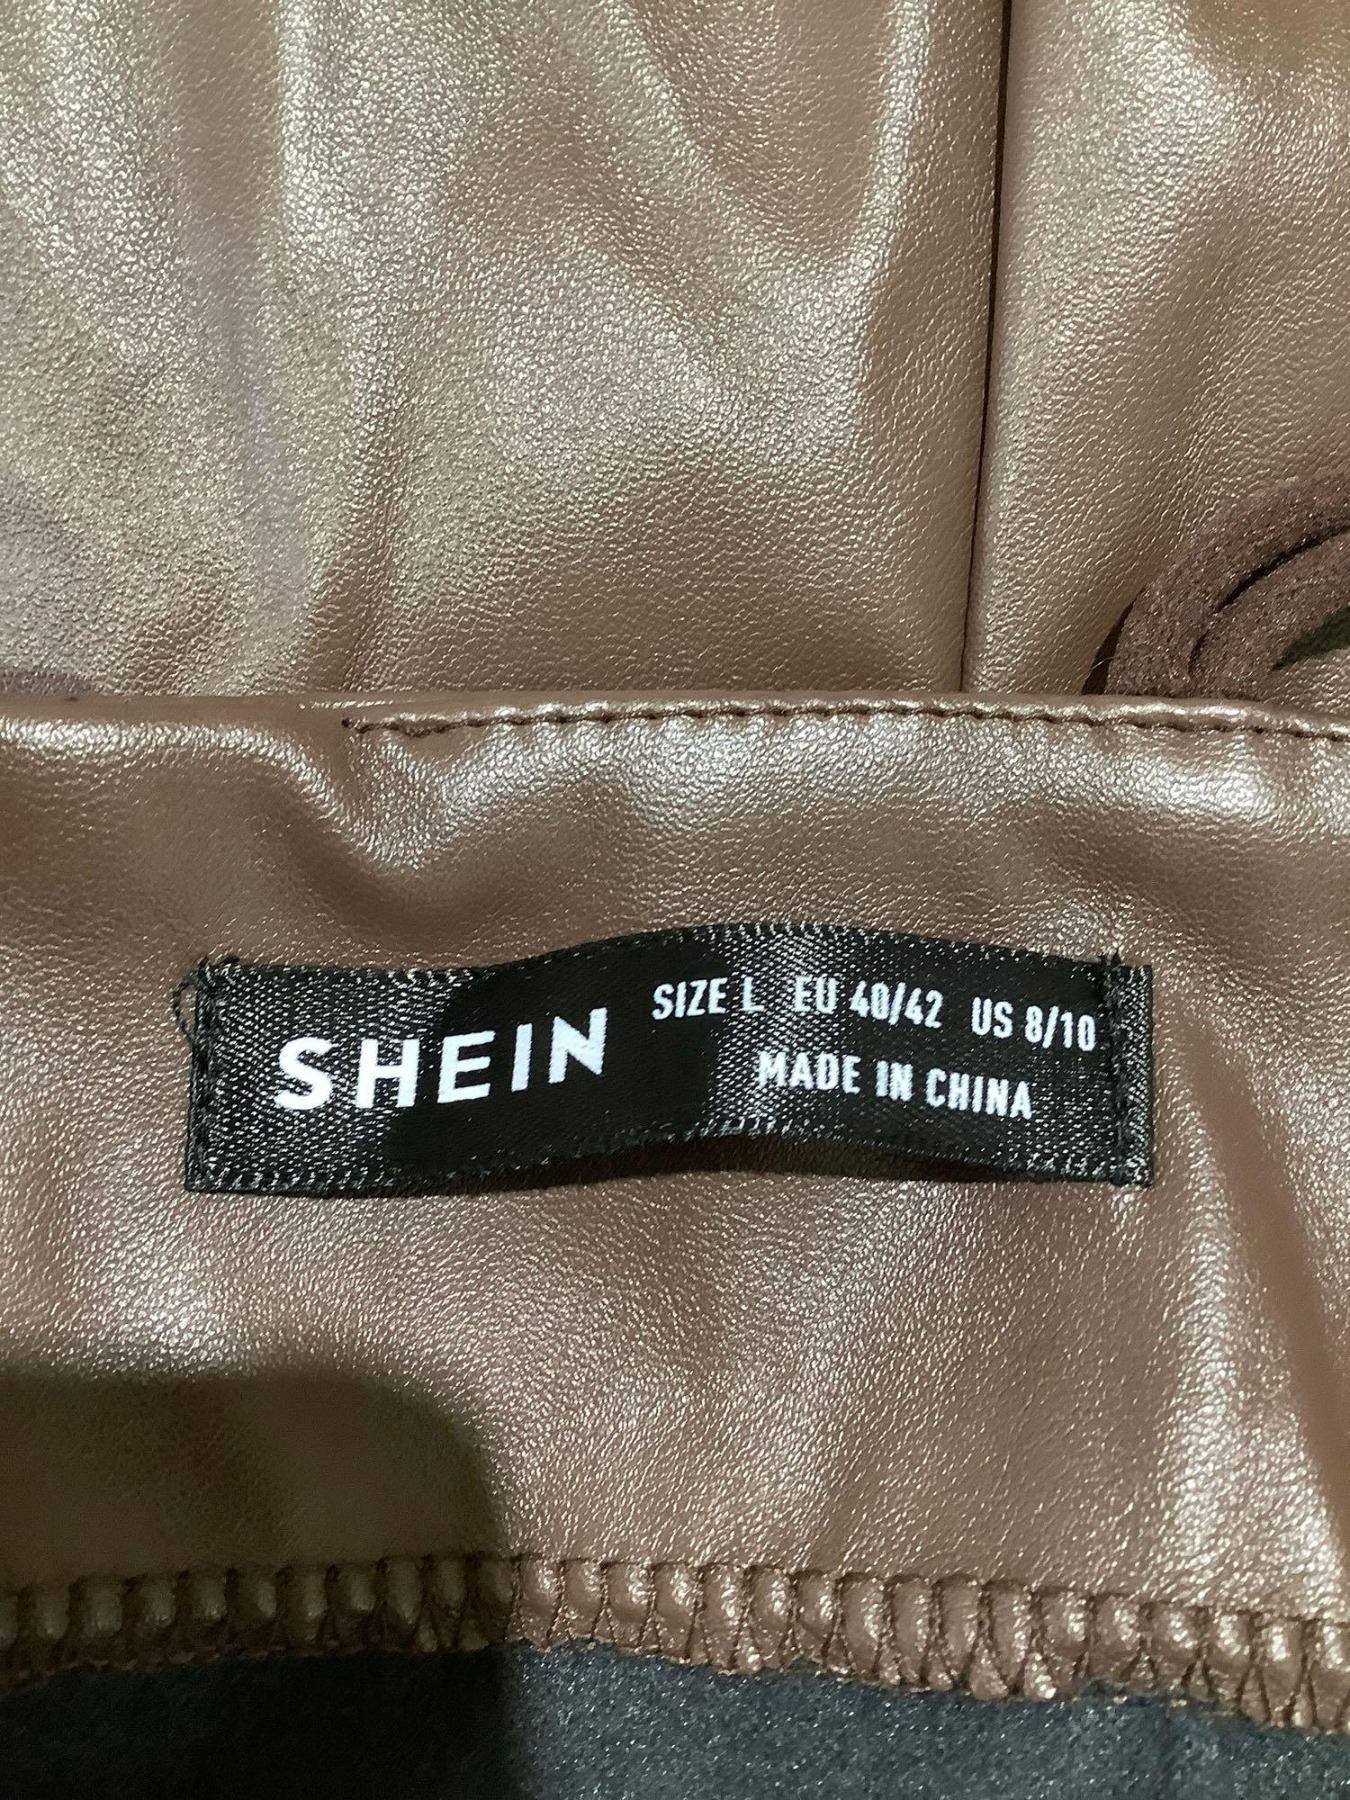 SHEIN
SIZE L EU 40/42 US 8/10
MADE IN CHINA